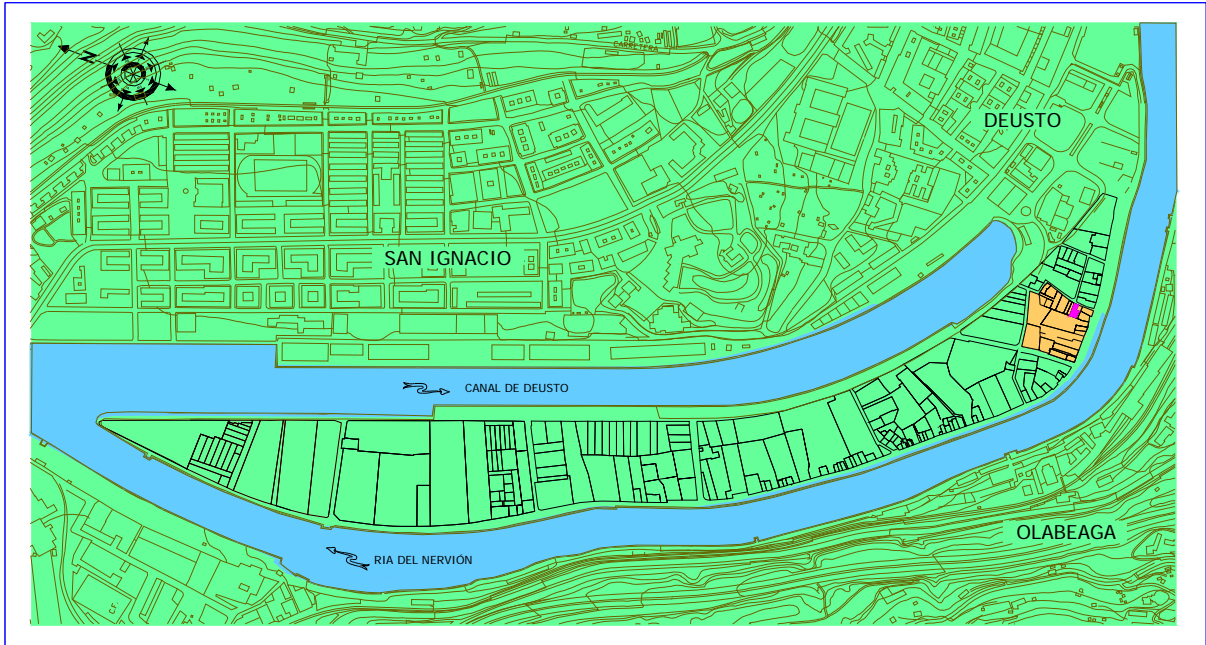 CARRETERA
N
DEUSTO
SAN IGNACIO
CANAL DE DEUSTO
OLABEAGA
RIA DEL NERVIÓN
C.F.